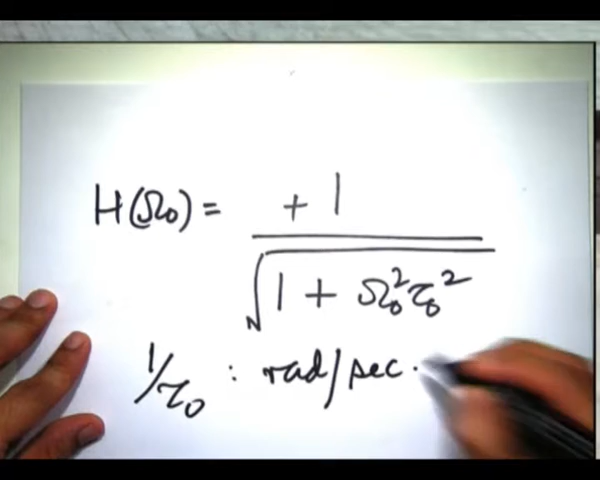 H(Ω₀) = + 1
√1 + Ω₀²τ₀²
1/τ₀ : rad/sec.